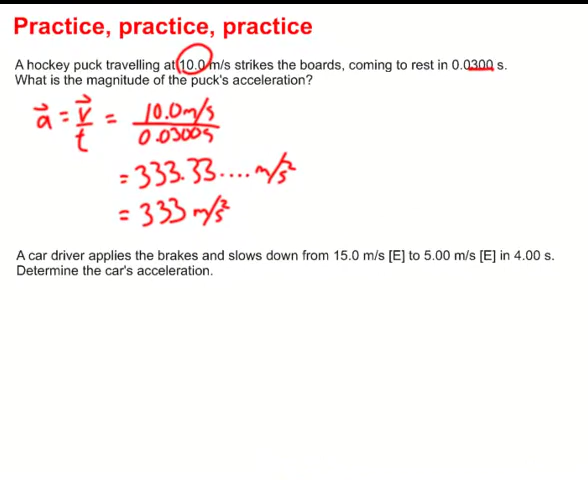 Practice, practice, practice
A hockey puck travelling at 10.0 m/s strikes the boards, coming to rest in 0.0300 s.
What is the magnitude of the puck's acceleration?
a⃗ = v⃗/t = 10.0m/s / 0.0300s
= 333.33.... m/s²
= 333 m/s²
A car driver applies the brakes and slows down from 15.0 m/s [E] to 5.00 m/s [E] in 4.00 s.
Determine the car's acceleration.